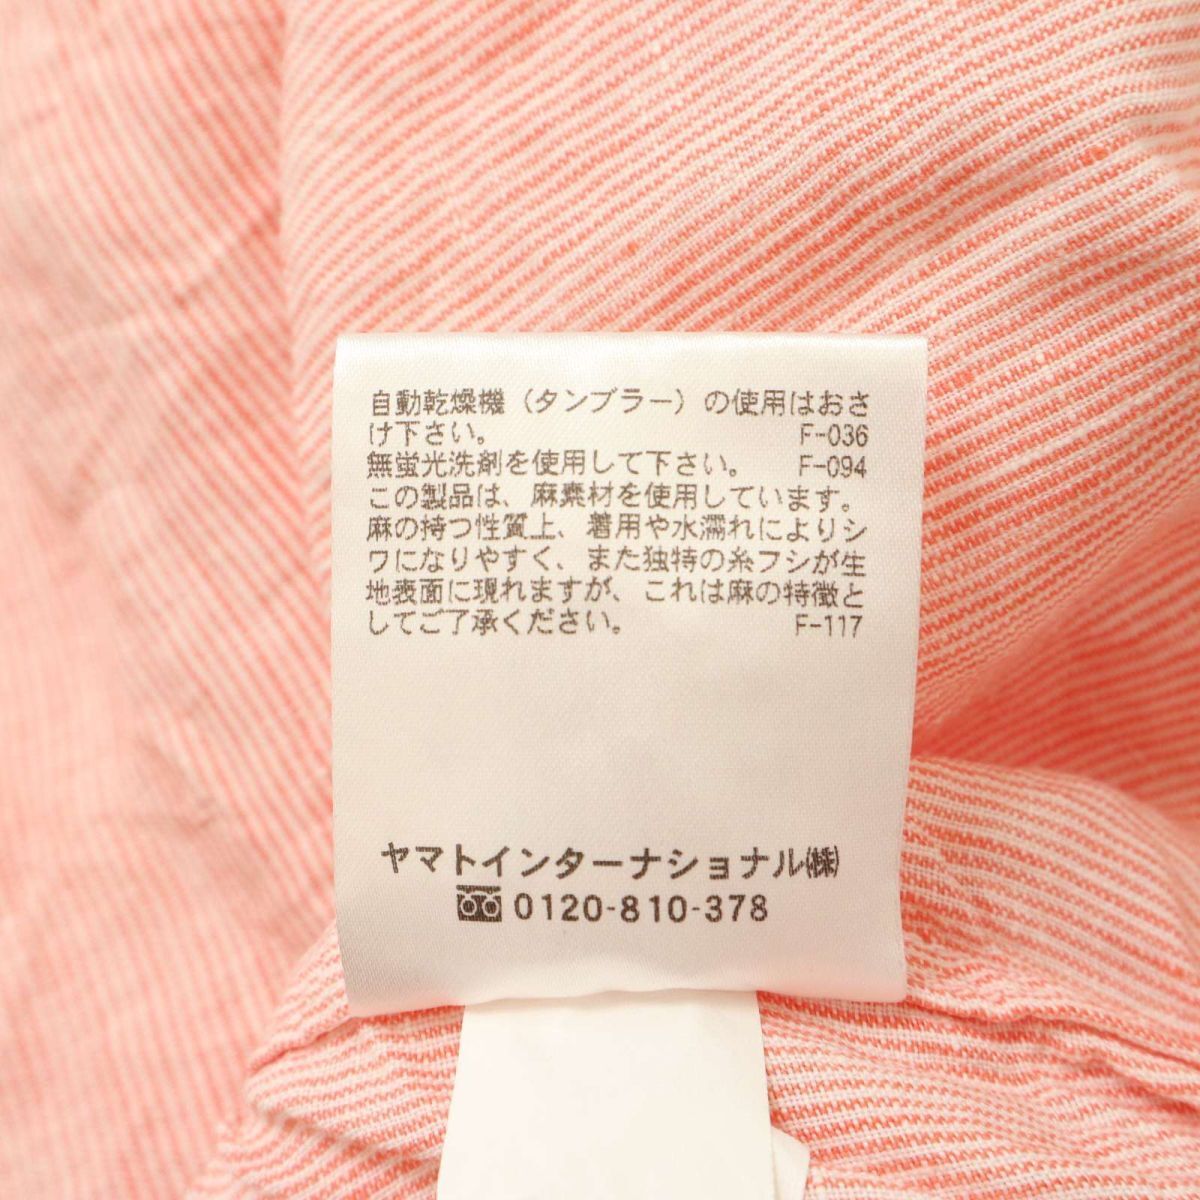 自動乾燥機（タンブラー）の使用はおさ
け下さい。 F-036
無蛍光洗剤を使用して下さい。 F-094
この製品は、麻素材を使用しています。
麻の持つ性質上、着用や水濡れによりシ
ワになりやすく、また独特の糸フシが生
地表面に現れますが、これは麻の特徴と
してご了承ください。 F-117
ヤマトインターナショナル㈱
0120-810-378